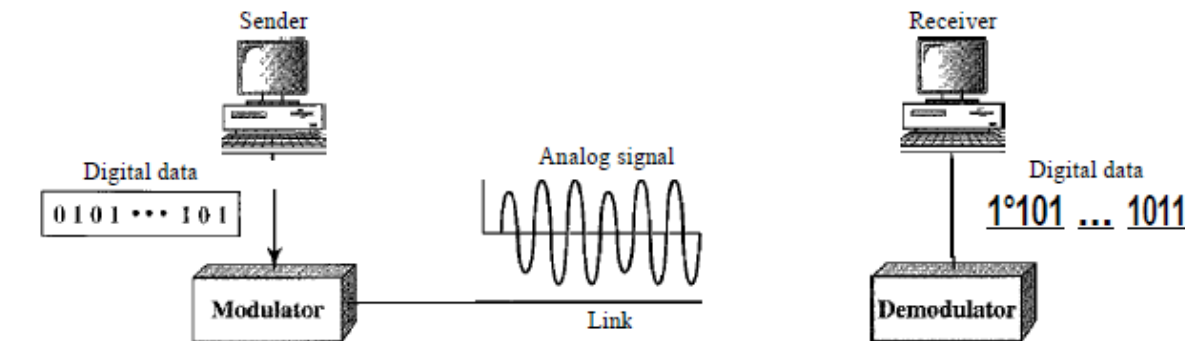 Sender
Receiver
Digital data
0101 ••• 101
Analog signal
Digital data
1°101 ... 1011
Modulator
Link
Demodulator